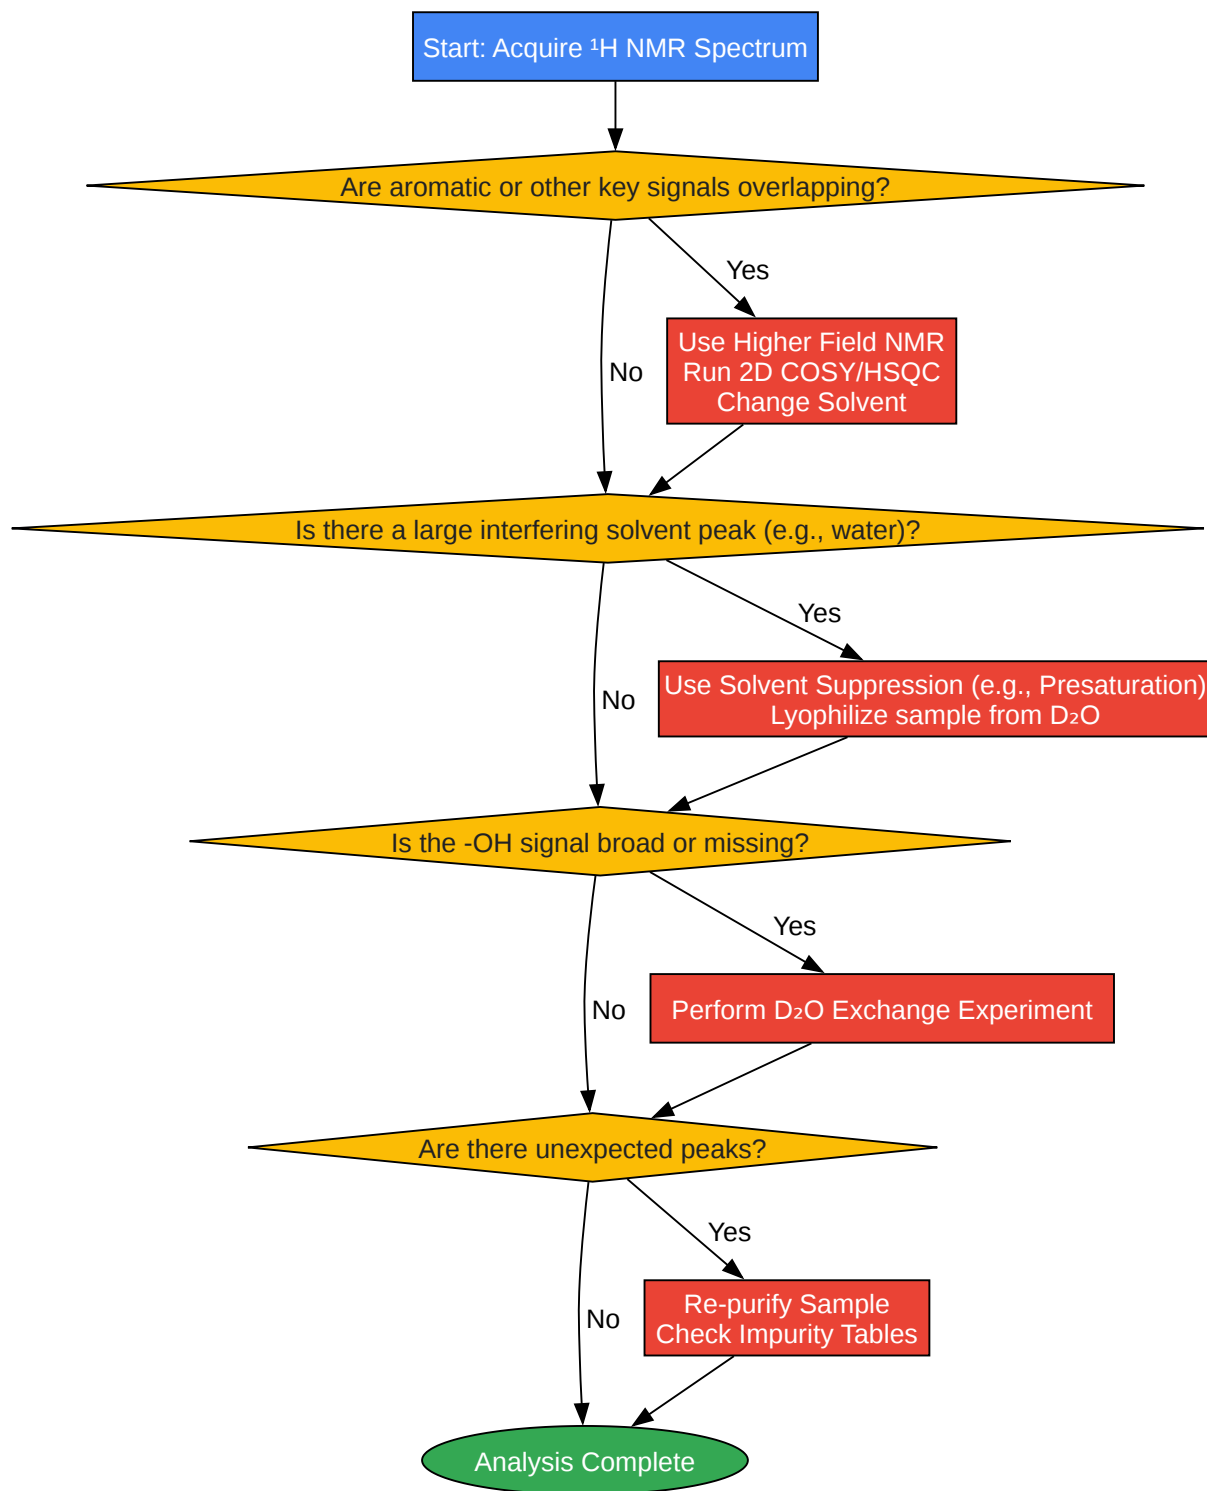 Start: Acquire ¹H NMR Spectrum
Are aromatic or other key signals overlapping?
Yes
Use Higher Field NMR
Run 2D COSY/HSQC
Change Solvent
No
Is there a large interfering solvent peak (e.g., water)?
Yes
Use Solvent Suppression (e.g., Presaturation)
Lyophilize sample from D₂O
No
Is the -OH signal broad or missing?
Yes
Perform D₂O Exchange Experiment
No
Are there unexpected peaks?
Yes
Re-purify Sample
Check Impurity Tables
No
Analysis Complete